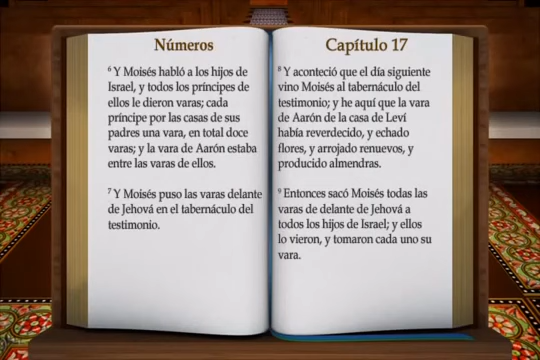 Números
⁶ Y Moisés habló a los hijos de
Israel, y todos los príncipes de
ellos le dieron varas; cada
príncipe por las casas de sus
padres una vara, en total doce
varas; y la vara de Aarón estaba
entre las varas de ellos.
⁷ Y Moisés puso las varas delante
de Jehová en el tabernáculo del
testimonio.
Capítulo 17
⁸ Y aconteció que el día siguiente
vino Moisés al tabernáculo del
testimonio; y he aquí que la vara
de Aarón de la casa de Leví
había reverdecido, y echado
flores, y arrojado renuevos, y
producido almendras.
⁹ Entonces sacó Moisés todas las
varas de delante de Jehová a
todos los hijos de Israel; y ellos
lo vieron, y tomaron cada uno su
vara.